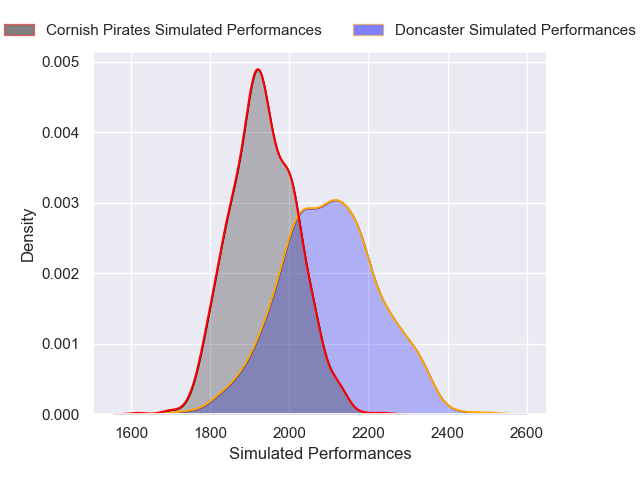 Cornish Pirates Simulated Performances Doncaster Simulated Performances
0.005
0.004
0.003
0.002
0.001
0.000
Density
1600 1800 2000 2200 2400 2600
Simulated Performances